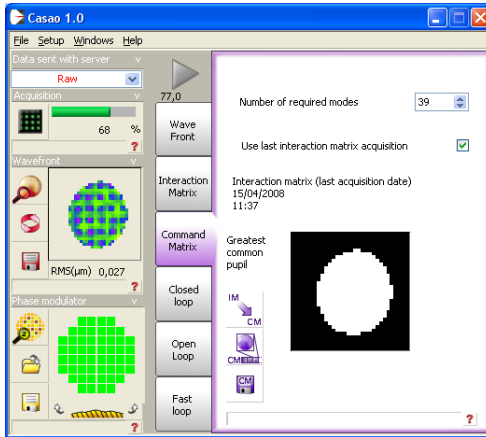 Casao 1.0
File Setup Windows Help
Data sent with server
Raw
Acquisition
68 %
?
Wavefront
RMS(µm) 0,027
?
Phase modulator
2
?
77,0
Wave Front
Interaction Matrix
Command Matrix
Closed loop
Open Loop
Fast loop
Number of required modes 39
Use last interaction matrix acquisition
Interaction matrix (last acquisition date)
15/04/2008
11:37
Greatest
common
pupil
IM
CM
CM
CM
?